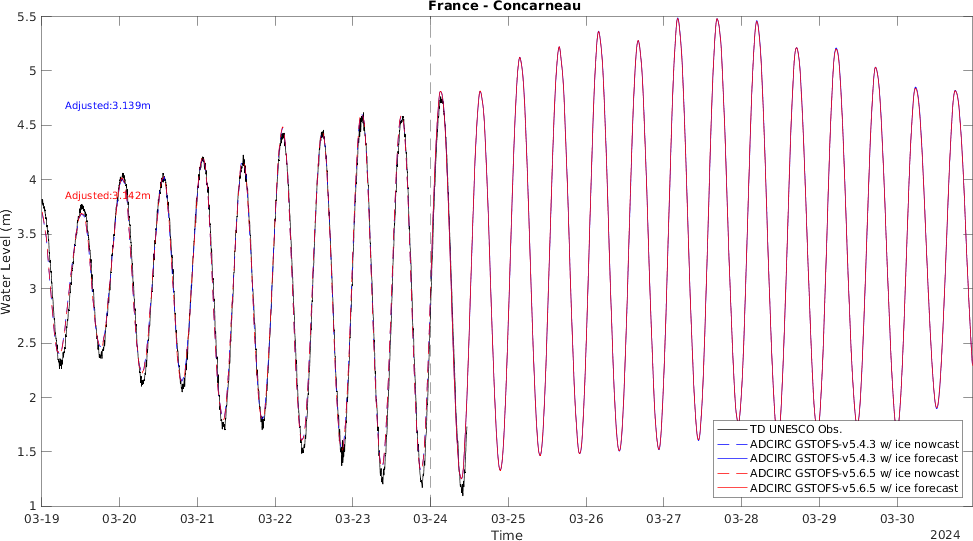 France - Concarneau
5.5
5
4.5
4
3.5
3
2.5
2
1.5
1
Water Level (m)
Adjusted:3.139m
Adjusted:3.142m
TD UNESCO Obs.
ADCIRC GSTOFS-v5.4.3 w/ ice nowcast
ADCIRC GSTOFS-v5.4.3 w/ ice forecast
ADCIRC GSTOFS-v5.6.5 w/ ice nowcast
ADCIRC GSTOFS-v5.6.5 w/ ice forecast
03-19 03-20 03-21 03-22 03-23 03-24 03-25 03-26 03-27 03-28 03-29 03-30
Time
2024